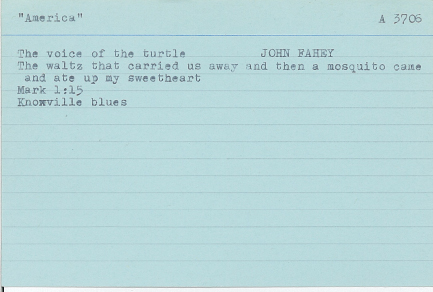 "America" A 3706
The voice of the turtle JOHN FAHEY
The waltz that carried us away and then a mosquito came
and ate up my sweetheart
Mark 1:15
Knoxville blues